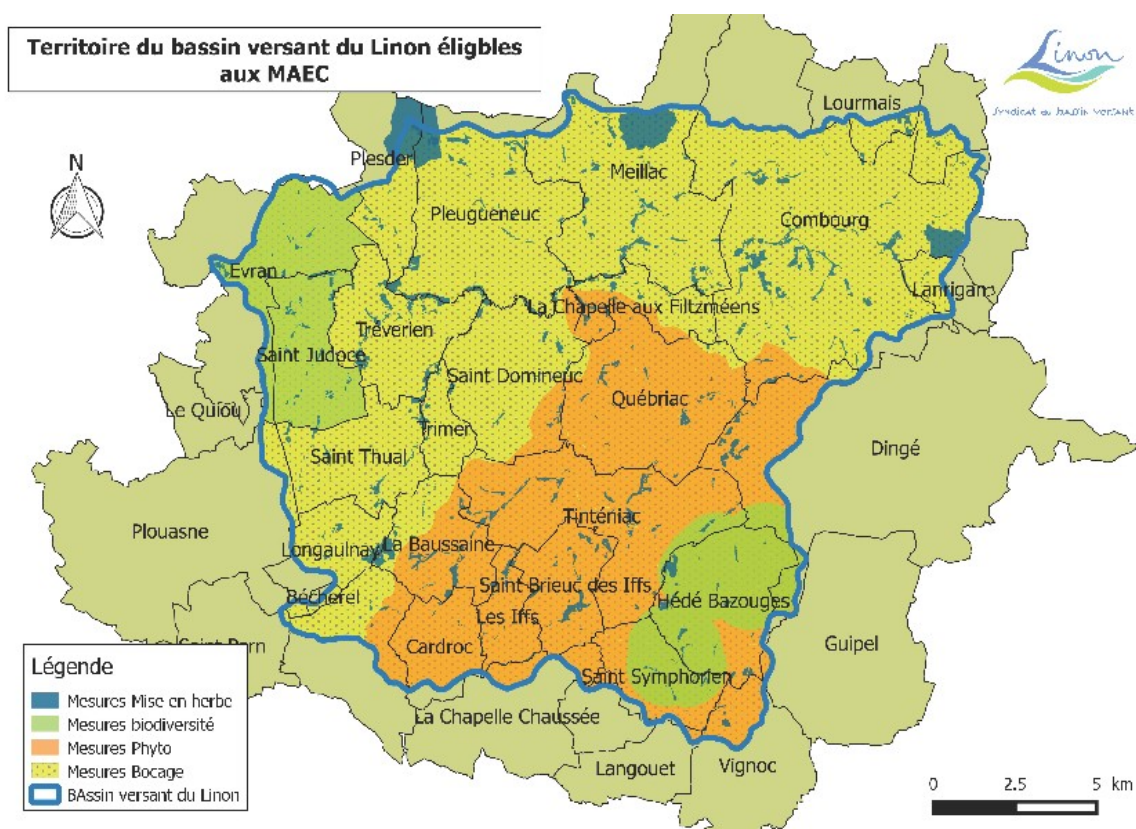 Territoire du bassin versant du Linon éligbles
aux MAEC
Linon
Syndicat du bassin versant
N
Lourmais
Plesder
Meillac
Pleugueneuc
Combourg
Evran
Lanrigan
La Chapelle aux Filtzméens
Tréverien
Saint Judoce
Saint Domineuc
Québriac
Le Quiou
Trimer
Dingé
Saint Thual
Plouasne
Tinténiac
Longaulnay
La Baussaine
Saint Brieuc des Iffs
Hédé Bazouges
Bécherel
Les Iffs
Cardroc
Guipel
Saint Symphorien
La Chapelle Chaussée
Langouet
Vignoc
Légende
Mesures Mise en herbe
Mesures biodiversité
Mesures Phyto
Mesures Bocage
BAssin versant du Linon
0 2.5 5 km